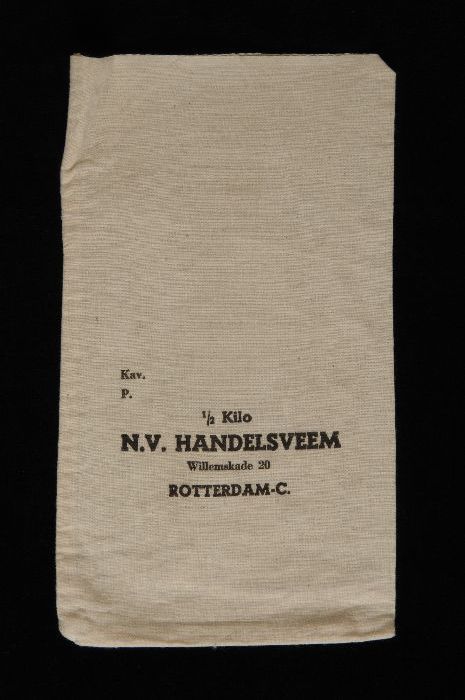 Kav.
P.
½ Kilo
N.V. HANDELSVEEM
Willemskade 20
ROTTERDAM-C.